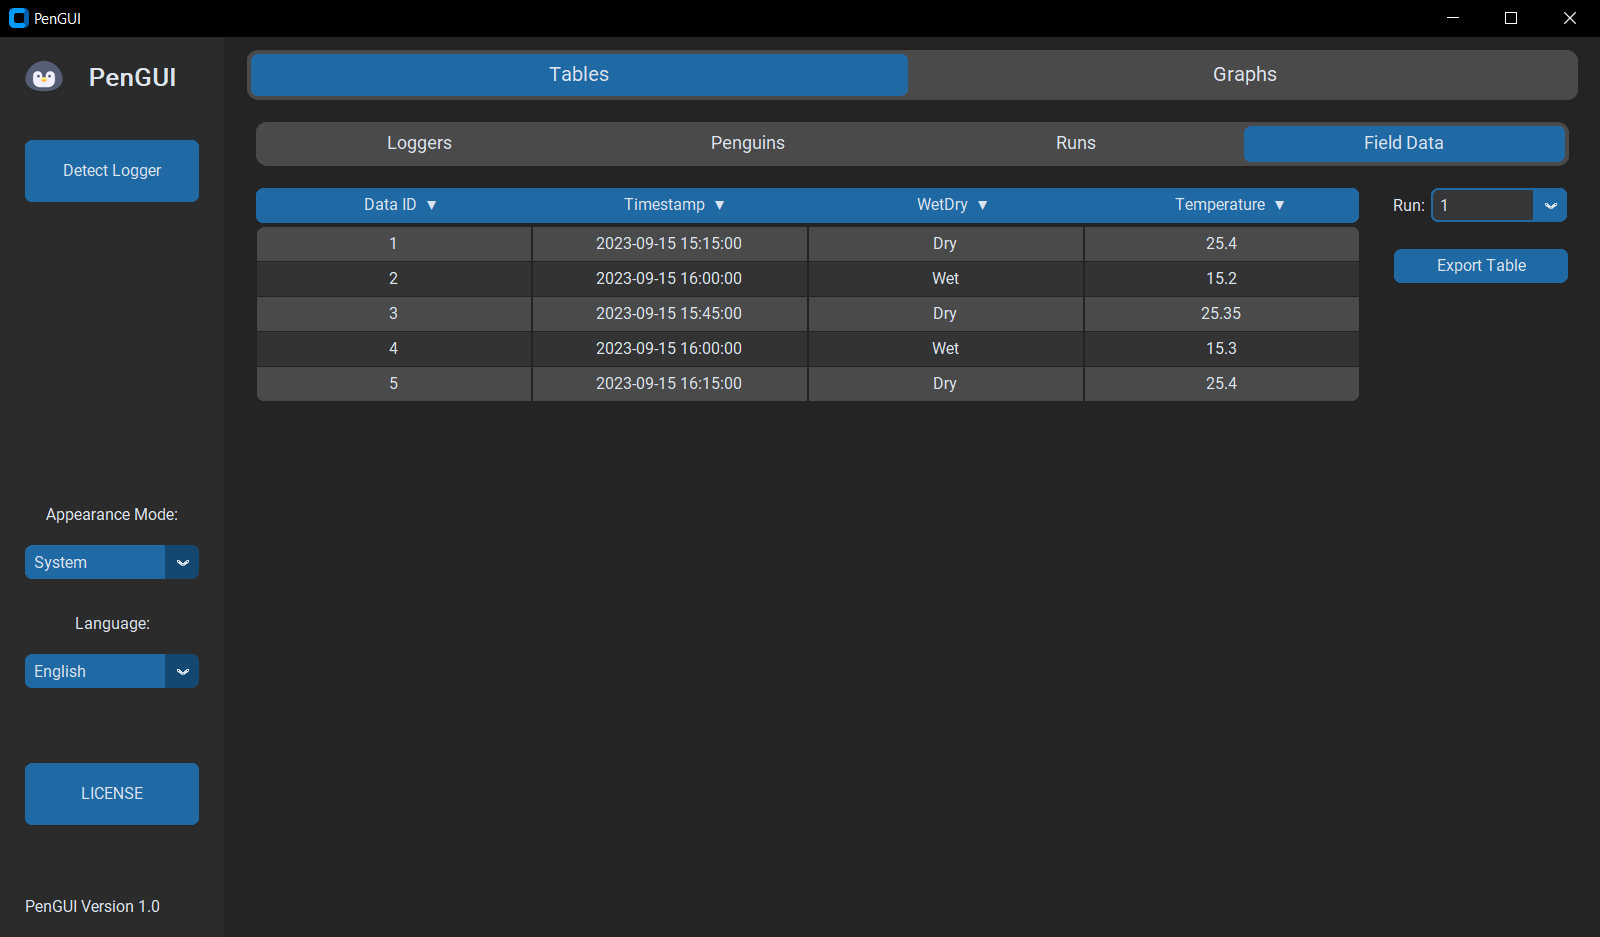 PenGUI
PenGUI
Detect Logger
Appearance Mode:
System
Language:
English
LICENSE
PenGUI Version 1.0
Tables Graphs
Loggers Penguins Runs Field Data
Data ID ▼ Timestamp ▼ WetDry ▼ Temperature ▼
1 2023-09-15 15:15:00 Dry 25.4
2 2023-09-15 16:00:00 Wet 15.2
3 2023-09-15 15:45:00 Dry 25.35
4 2023-09-15 16:00:00 Wet 15.3
5 2023-09-15 16:15:00 Dry 25.4
Run: 1
Export Table